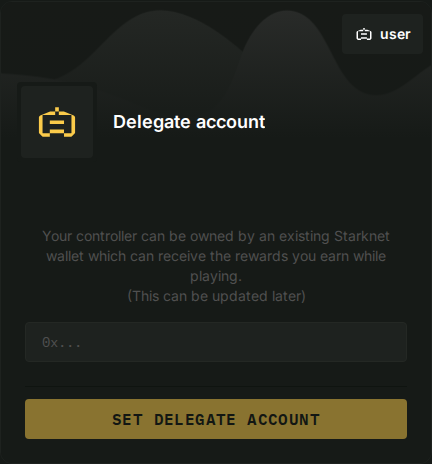 user
Delegate account
Your controller can be owned by an existing Starknet
wallet which can receive the rewards you earn while
playing.
(This can be updated later)
0x...
SET DELEGATE ACCOUNT